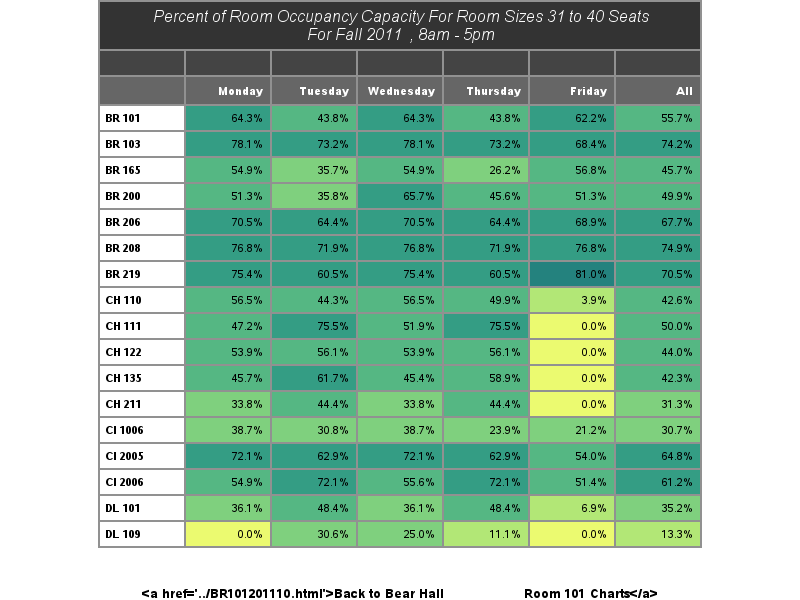 Percent of Room Occupancy Capacity For Room Sizes 31 to 40 Seats
For Fall 2011 , 8am - 5pm
Monday Tuesday Wednesday Thursday Friday All
BR 101 64.3% 43.8% 64.3% 43.8% 62.2% 55.7%
BR 103 78.1% 73.2% 78.1% 73.2% 68.4% 74.2%
BR 165 54.9% 35.7% 54.9% 26.2% 56.8% 45.7%
BR 200 51.3% 35.8% 65.7% 45.6% 51.3% 49.9%
BR 206 70.5% 64.4% 70.5% 64.4% 68.9% 67.7%
BR 208 76.8% 71.9% 76.8% 71.9% 76.8% 74.9%
BR 219 75.4% 60.5% 75.4% 60.5% 81.0% 70.5%
CH 110 56.5% 44.3% 56.5% 49.9% 3.9% 42.6%
CH 111 47.2% 75.5% 51.9% 75.5% 0.0% 50.0%
CH 122 53.9% 56.1% 53.9% 56.1% 0.0% 44.0%
CH 135 45.7% 61.7% 45.4% 58.9% 0.0% 42.3%
CH 211 33.8% 44.4% 33.8% 44.4% 0.0% 31.3%
CI 1006 38.7% 30.8% 38.7% 23.9% 21.2% 30.7%
CI 2005 72.1% 62.9% 72.1% 62.9% 54.0% 64.8%
CI 2006 54.9% 72.1% 55.6% 72.1% 51.4% 61.2%
DL 101 36.1% 48.4% 36.1% 48.4% 6.9% 35.2%
DL 109 0.0% 30.6% 25.0% 11.1% 0.0% 13.3%
<a href='../BR101201110.html'>Back to Bear Hall Room 101 Charts</a>